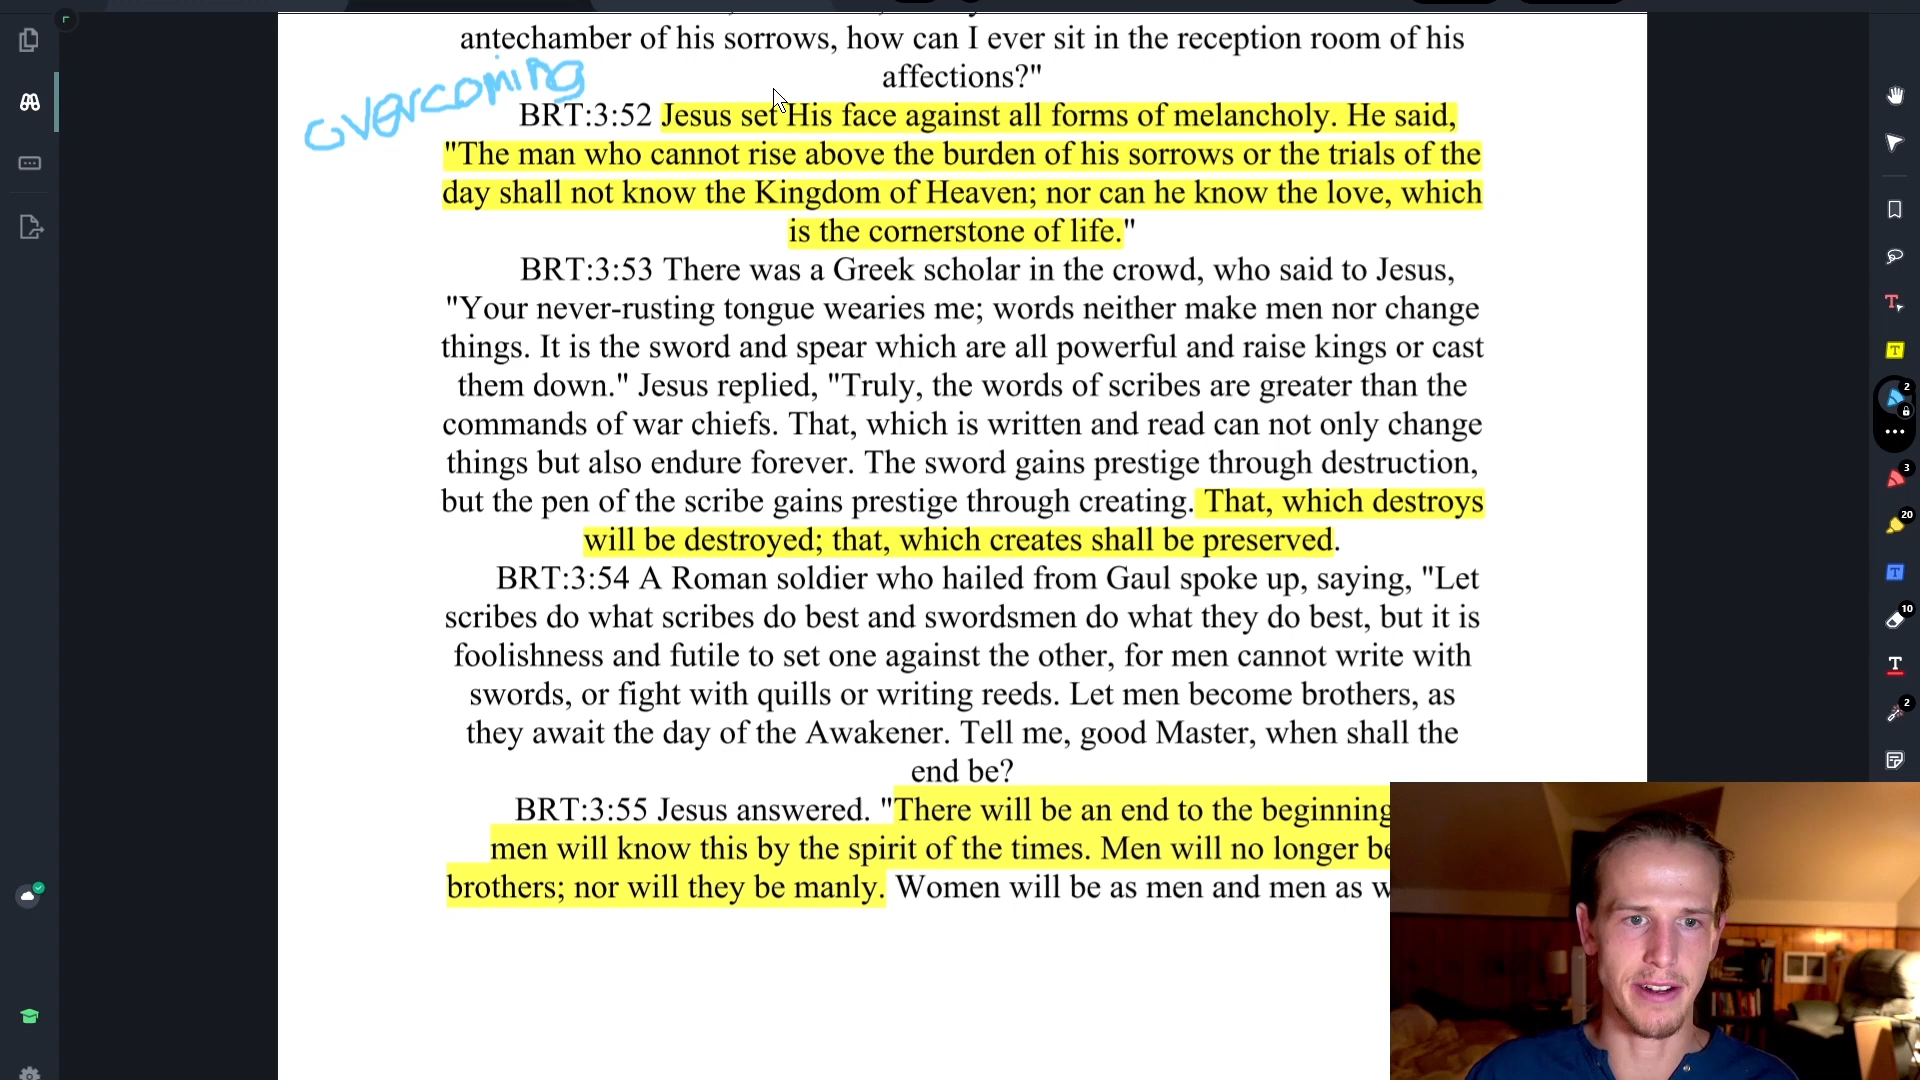 antechamber of his sorrows, how can I ever sit in the reception room of his
affections?"
overcoming
BRT:3:52 Jesus set His face against all forms of melancholy. He said,
"The man who cannot rise above the burden of his sorrows or the trials of the
day shall not know the Kingdom of Heaven; nor can he know the love, which
is the cornerstone of life."
BRT:3:53 There was a Greek scholar in the crowd, who said to Jesus,
"Your never-rusting tongue wearies me; words neither make men nor change
things. It is the sword and spear which are all powerful and raise kings or cast
them down." Jesus replied, "Truly, the words of scribes are greater than the
commands of war chiefs. That, which is written and read can not only change
things but also endure forever. The sword gains prestige through destruction,
but the pen of the scribe gains prestige through creating. That, which destroys
will be destroyed; that, which creates shall be preserved.
BRT:3:54 A Roman soldier who hailed from Gaul spoke up, saying, "Let
scribes do what scribes do best and swordsmen do what they do best, but it is
foolishness and futile to set one against the other, for men cannot write with
swords, or fight with quills or writing reeds. Let men become brothers, as
they await the day of the Awakener. Tell me, good Master, when shall the
end be?
BRT:3:55 Jesus answered. "There will be an end to the beginning
men will know this by the spirit of the times. Men will no longer be
brothers; nor will they be manly. Women will be as men and men as w
T
T
2
3
20
T
10
T
2